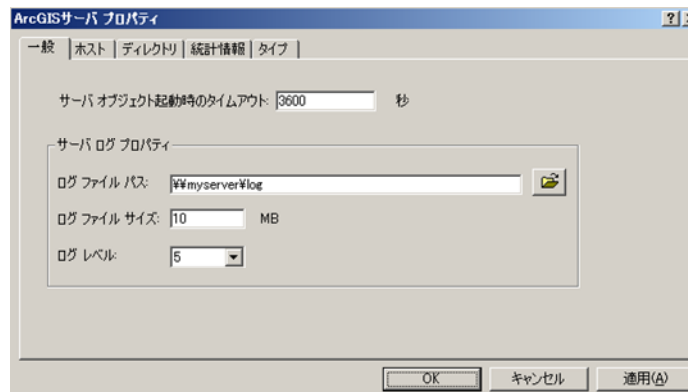 ArcGISサーバ プロパティ
一般 ホスト ディレクトリ 統計情報 タイプ
サーバ オブジェクト起動時のタイムアウト: 3600 秒
サーバ ログ プロパティ
ログ ファイル パス: ¥¥myserver¥log
ログ ファイル サイズ: 10 MB
ログ レベル: 5
OK キャンセル 適用(A)